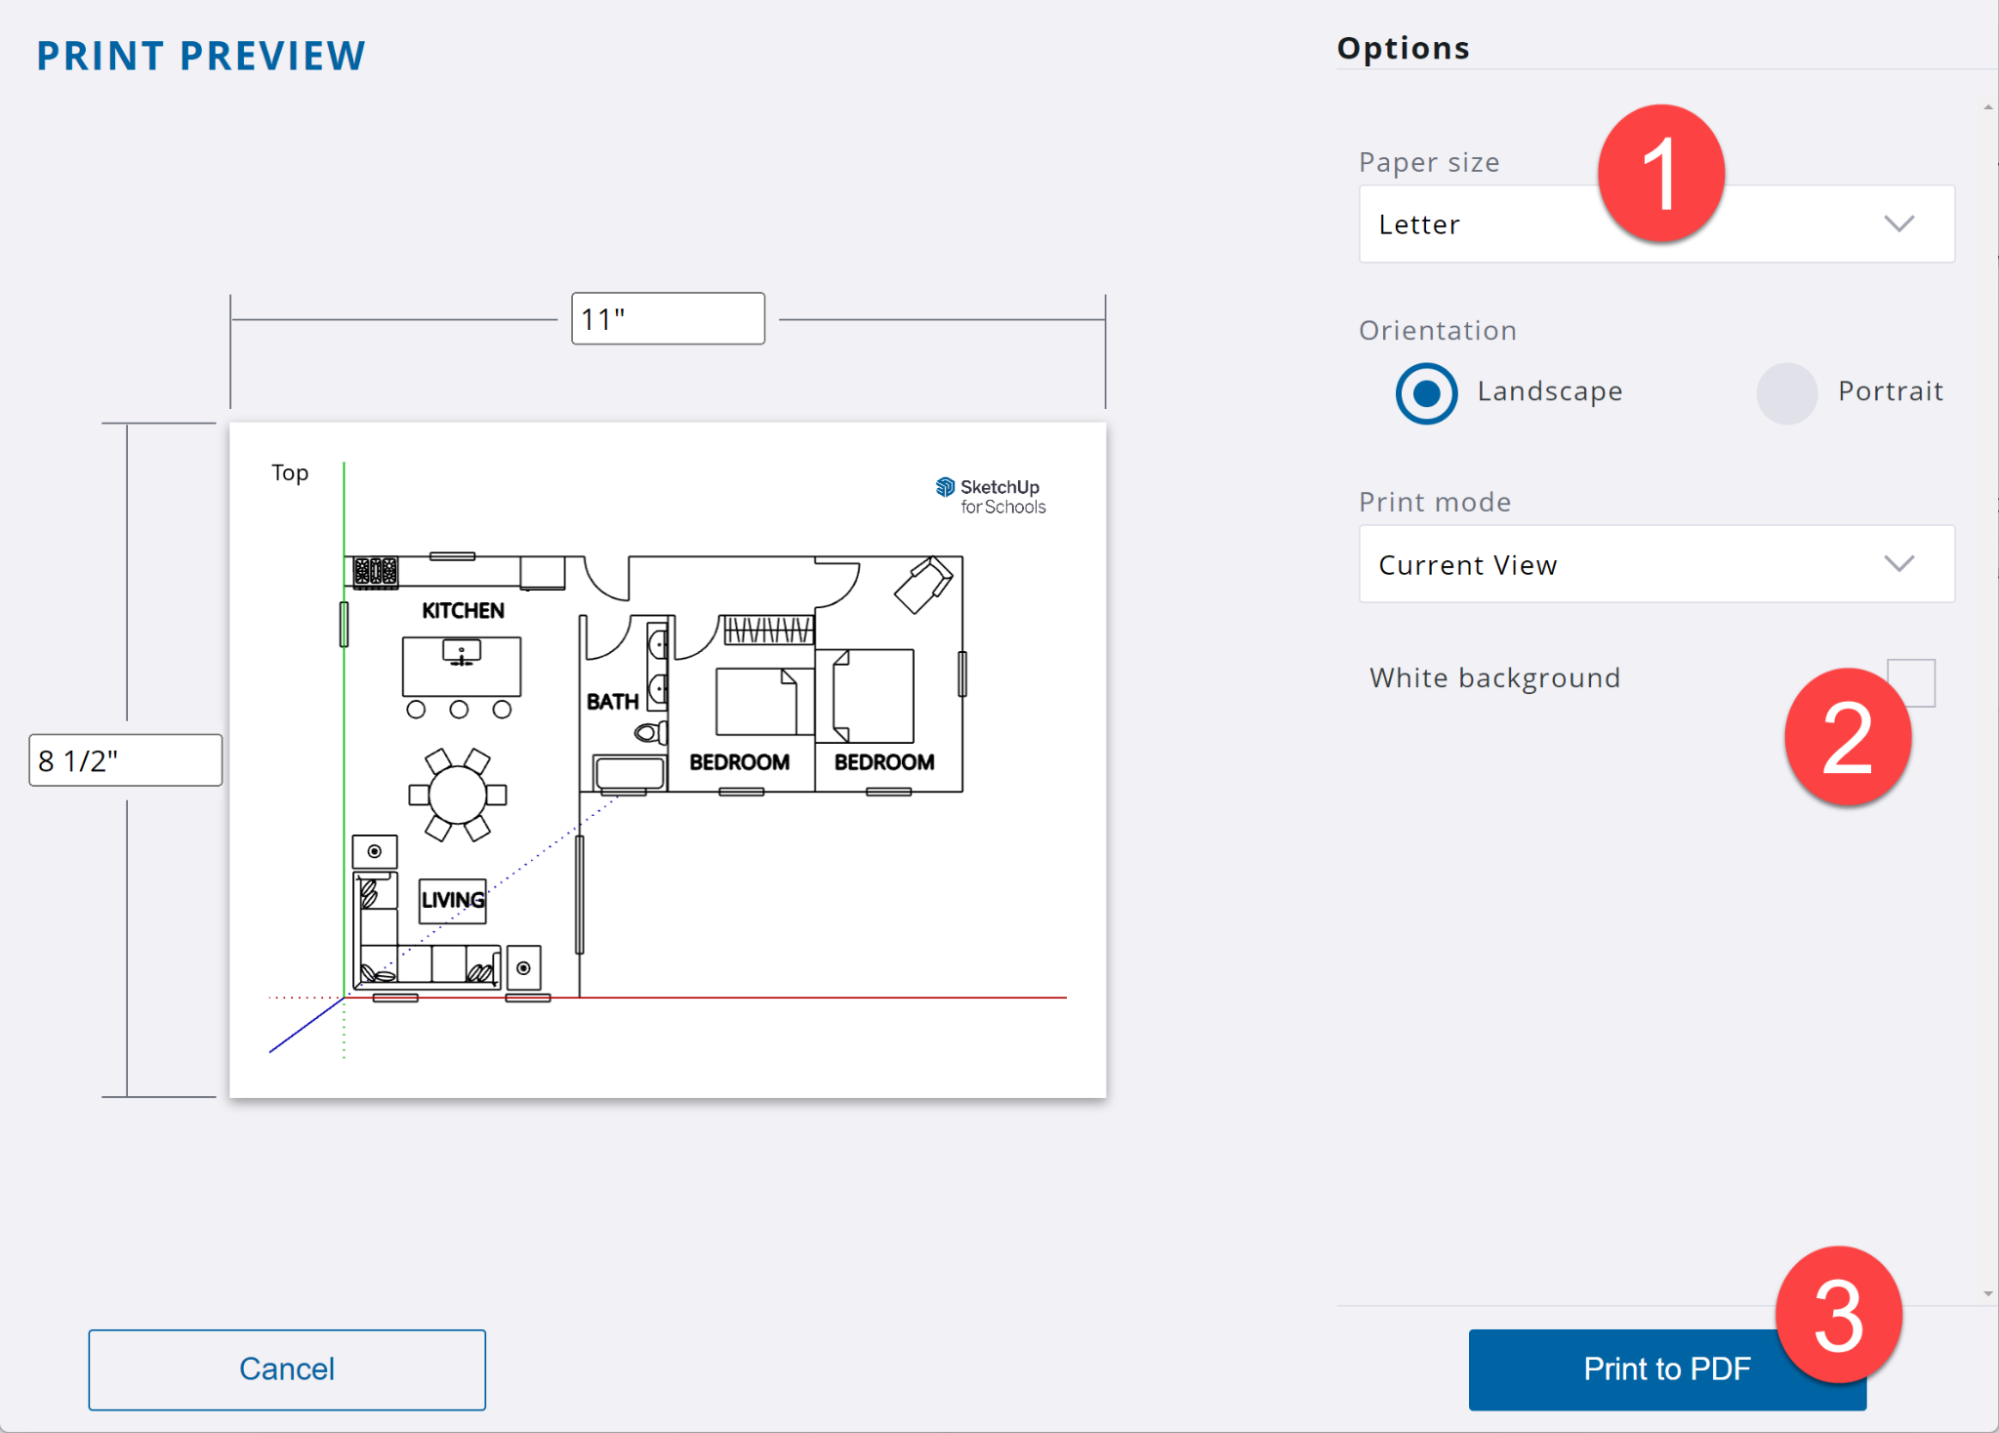 PRINT PREVIEW
11"
8 1/2"
Top
SketchUp
for Schools
KITCHEN
BATH
BEDROOM
BEDROOM
LIVING
Cancel
Options
1
Paper size
Letter
Orientation
Landscape
Portrait
Print mode
Current View
White background
2
3
Print to PDF